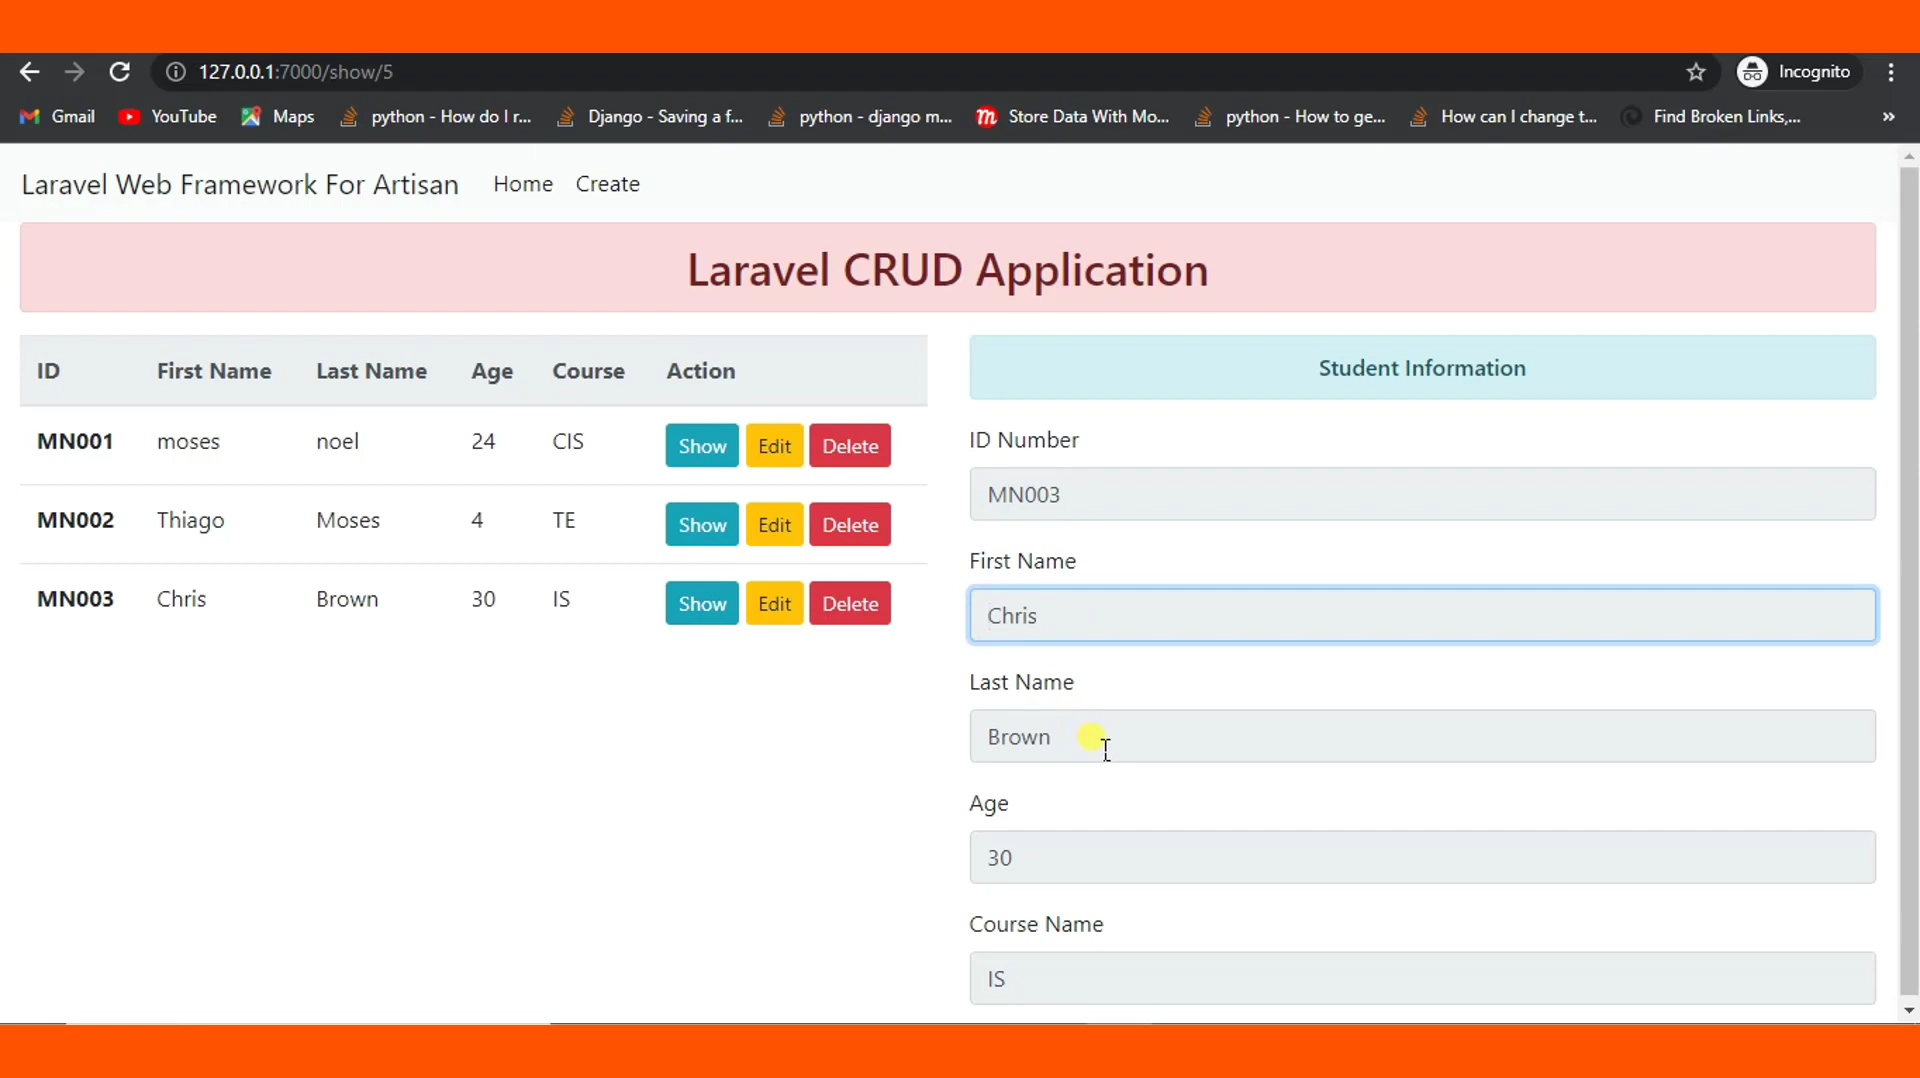 127.0.0.1:7000/show/5
Incognito
Gmail YouTube Maps python - How do I r... Django - Saving a f... python - django m... Store Data With Mo... python - How to ge... How can I change t... Find Broken Links,... »
Laravel Web Framework For Artisan Home Create
Laravel CRUD Application
ID First Name Last Name Age Course Action
MN001 moses noel 24 CIS Show Edit Delete
MN002 Thiago Moses 4 TE Show Edit Delete
MN003 Chris Brown 30 IS Show Edit Delete
Student Information
ID Number
MN003
First Name
Chris
Last Name
Brown
Age
30
Course Name
IS